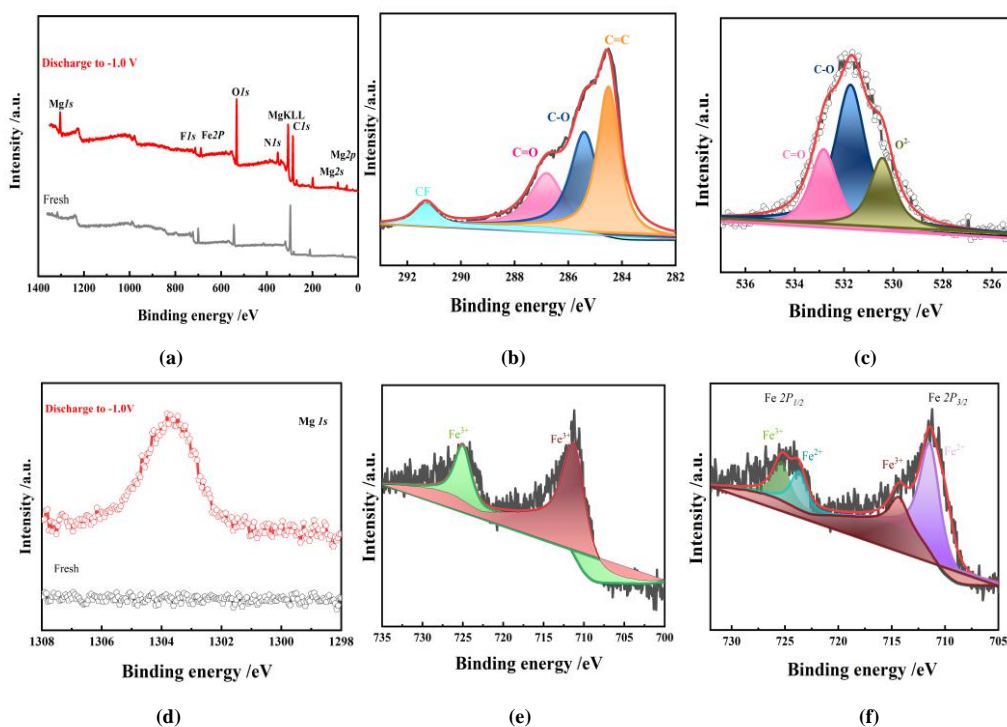 Intensity /a.u.
Discharge to -1.0 V
Mg1s
F1s
Fe2P
O1s
N1s
MgKLL
C1s
Mg2p
Mg2s
Fresh
1400 1200 1000 800 600 400 200 0
Binding energy /eV
(a)
Intensity /a.u.
C=C
C-O
C=O
CF
292 290 288 286 284 282
Binding energy /eV
(b)
Intensity /a.u.
C-O
C=O
O²⁻
536 534 532 530 528 526
Binding energy /eV
(c)
Intensity /a.u.
Discharge to -1.0V
Mg 1s
Fresh
1308 1306 1304 1302 1300 1298
Binding energy /eV
(d)
Intensity /a.u.
Fe³⁺
Fe³⁺
735 730 725 720 715 710 705 700
Binding energy /eV
(e)
Intensity /a.u.
Fe 2P1/2
Fe 2P3/2
Fe³⁺
Fe²⁺
Fe³⁺
Fe²⁺
730 725 720 715 710 705
Binding energy /eV
(f)